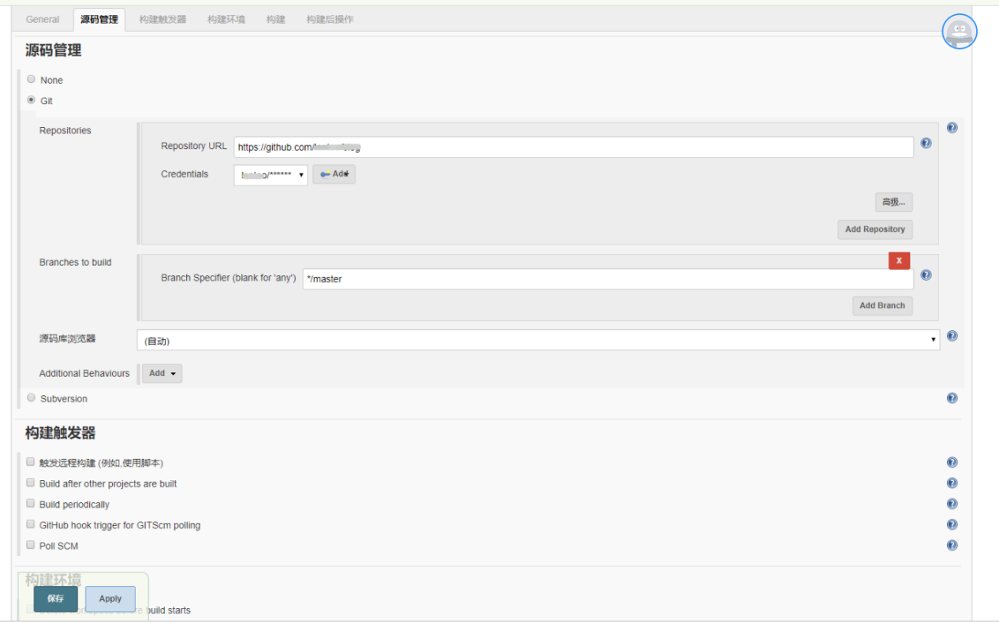 General 源码管理 构建触发器 构建环境 构建 构建后操作
源码管理
None
Git
Repositories
Repository URL https://github.com/
Credentials /****** Add
高级...
Add Repository
Branches to build
X
Branch Specifier (blank for 'any') */master
Add Branch
源码库浏览器 (自动)
Additional Behaviours Add
Subversion
构建触发器
触发远程构建 (例如,使用脚本)
Build after other projects are built
Build periodically
GitHub hook trigger for GITScm polling
Poll SCM
构建环境
保存 Apply
build starts